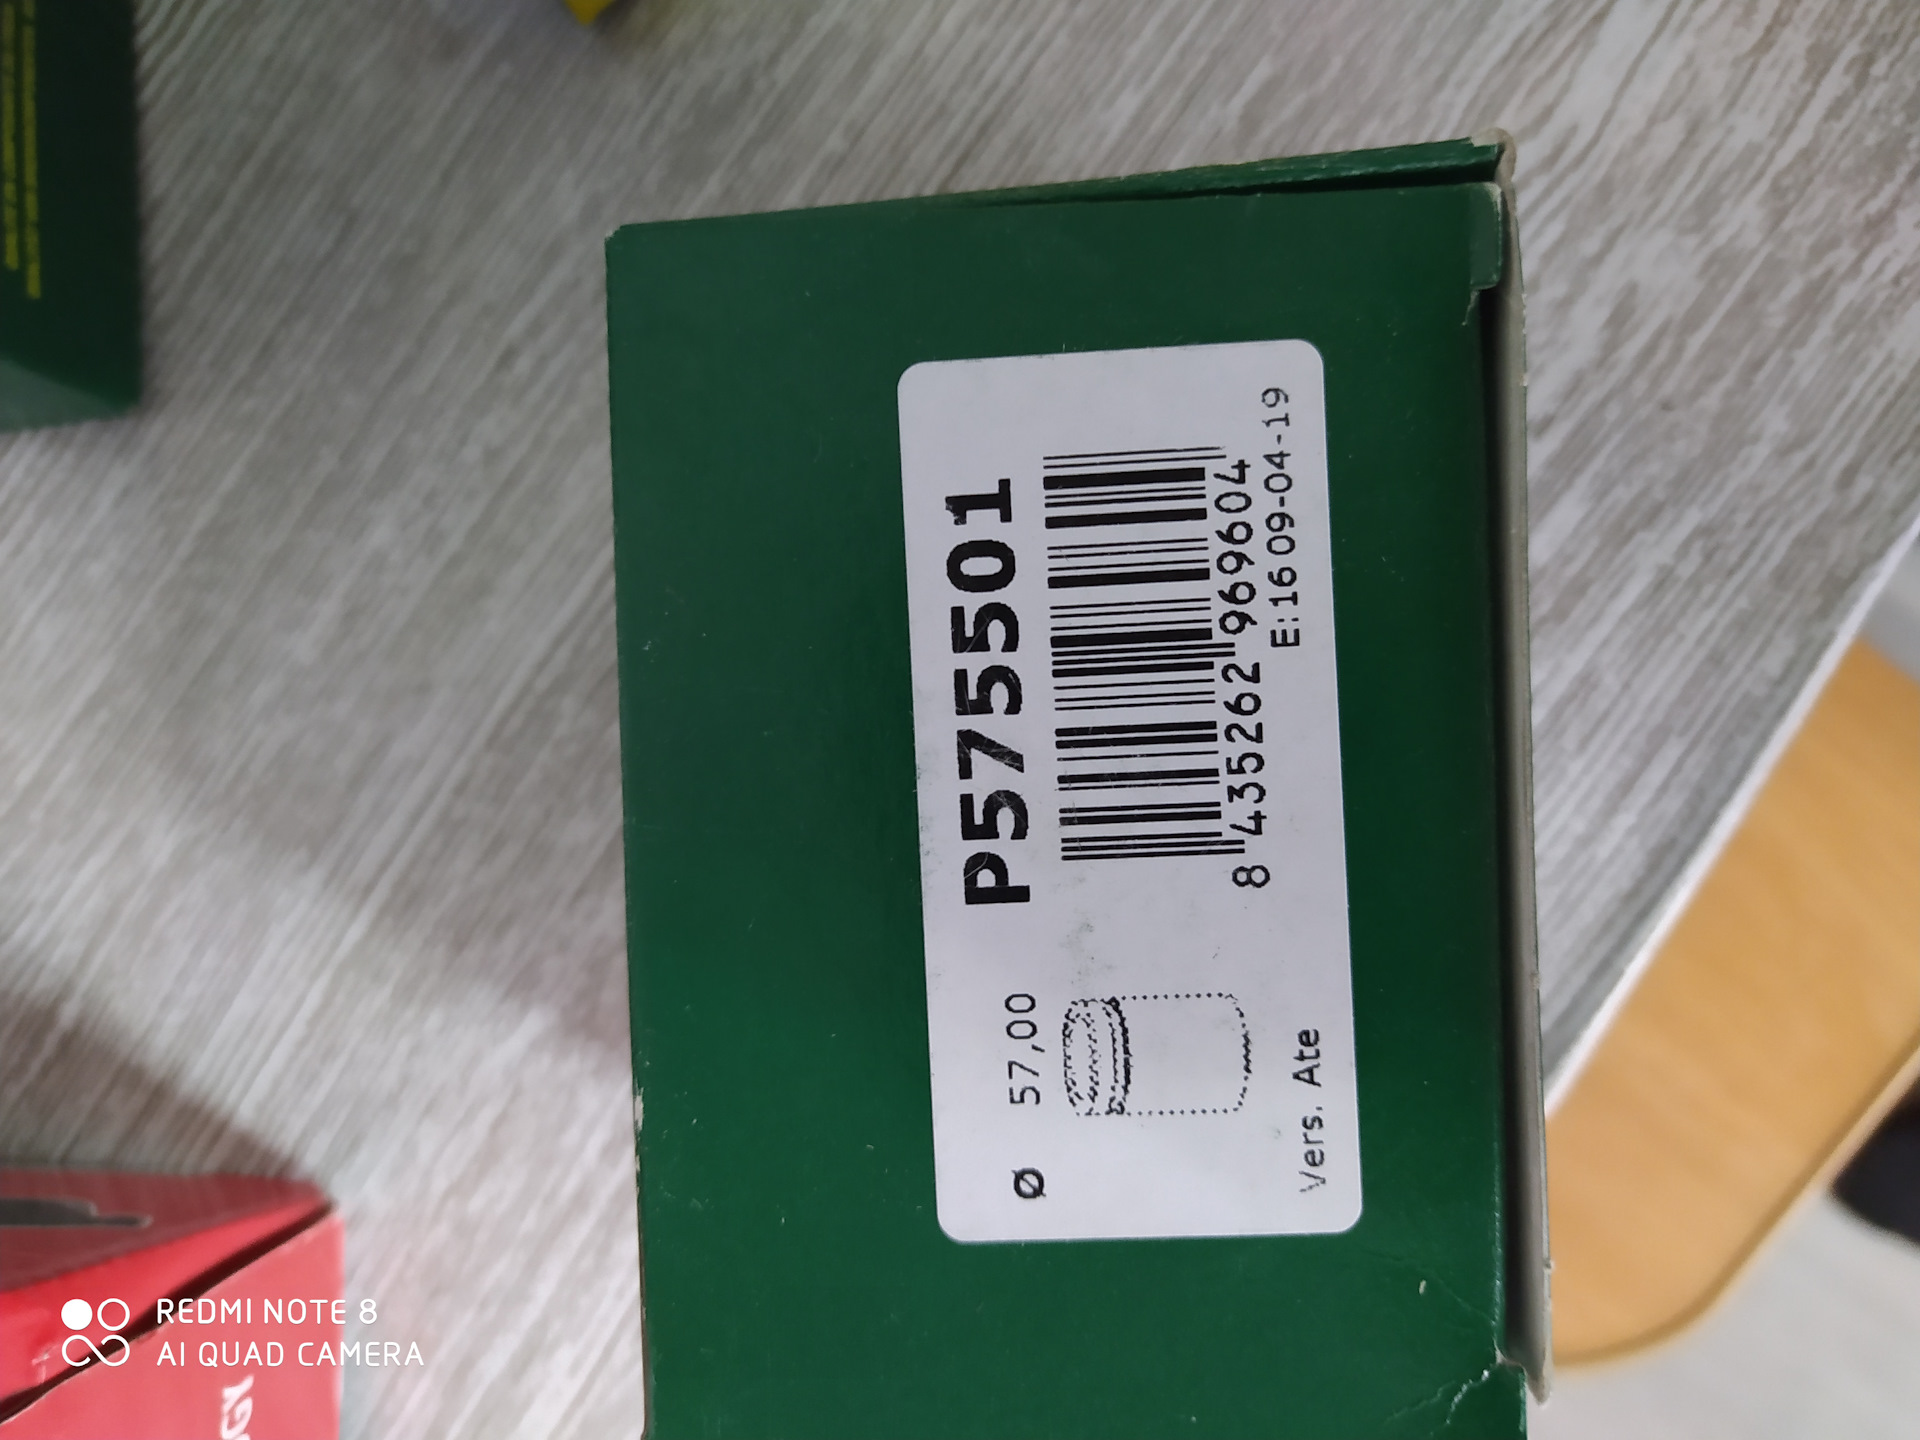 P575501
Ø 57,00
8 435262 969604
E:16 09-04-19
Vers. Ate
REDMI NOTE 8
AI QUAD CAMERA